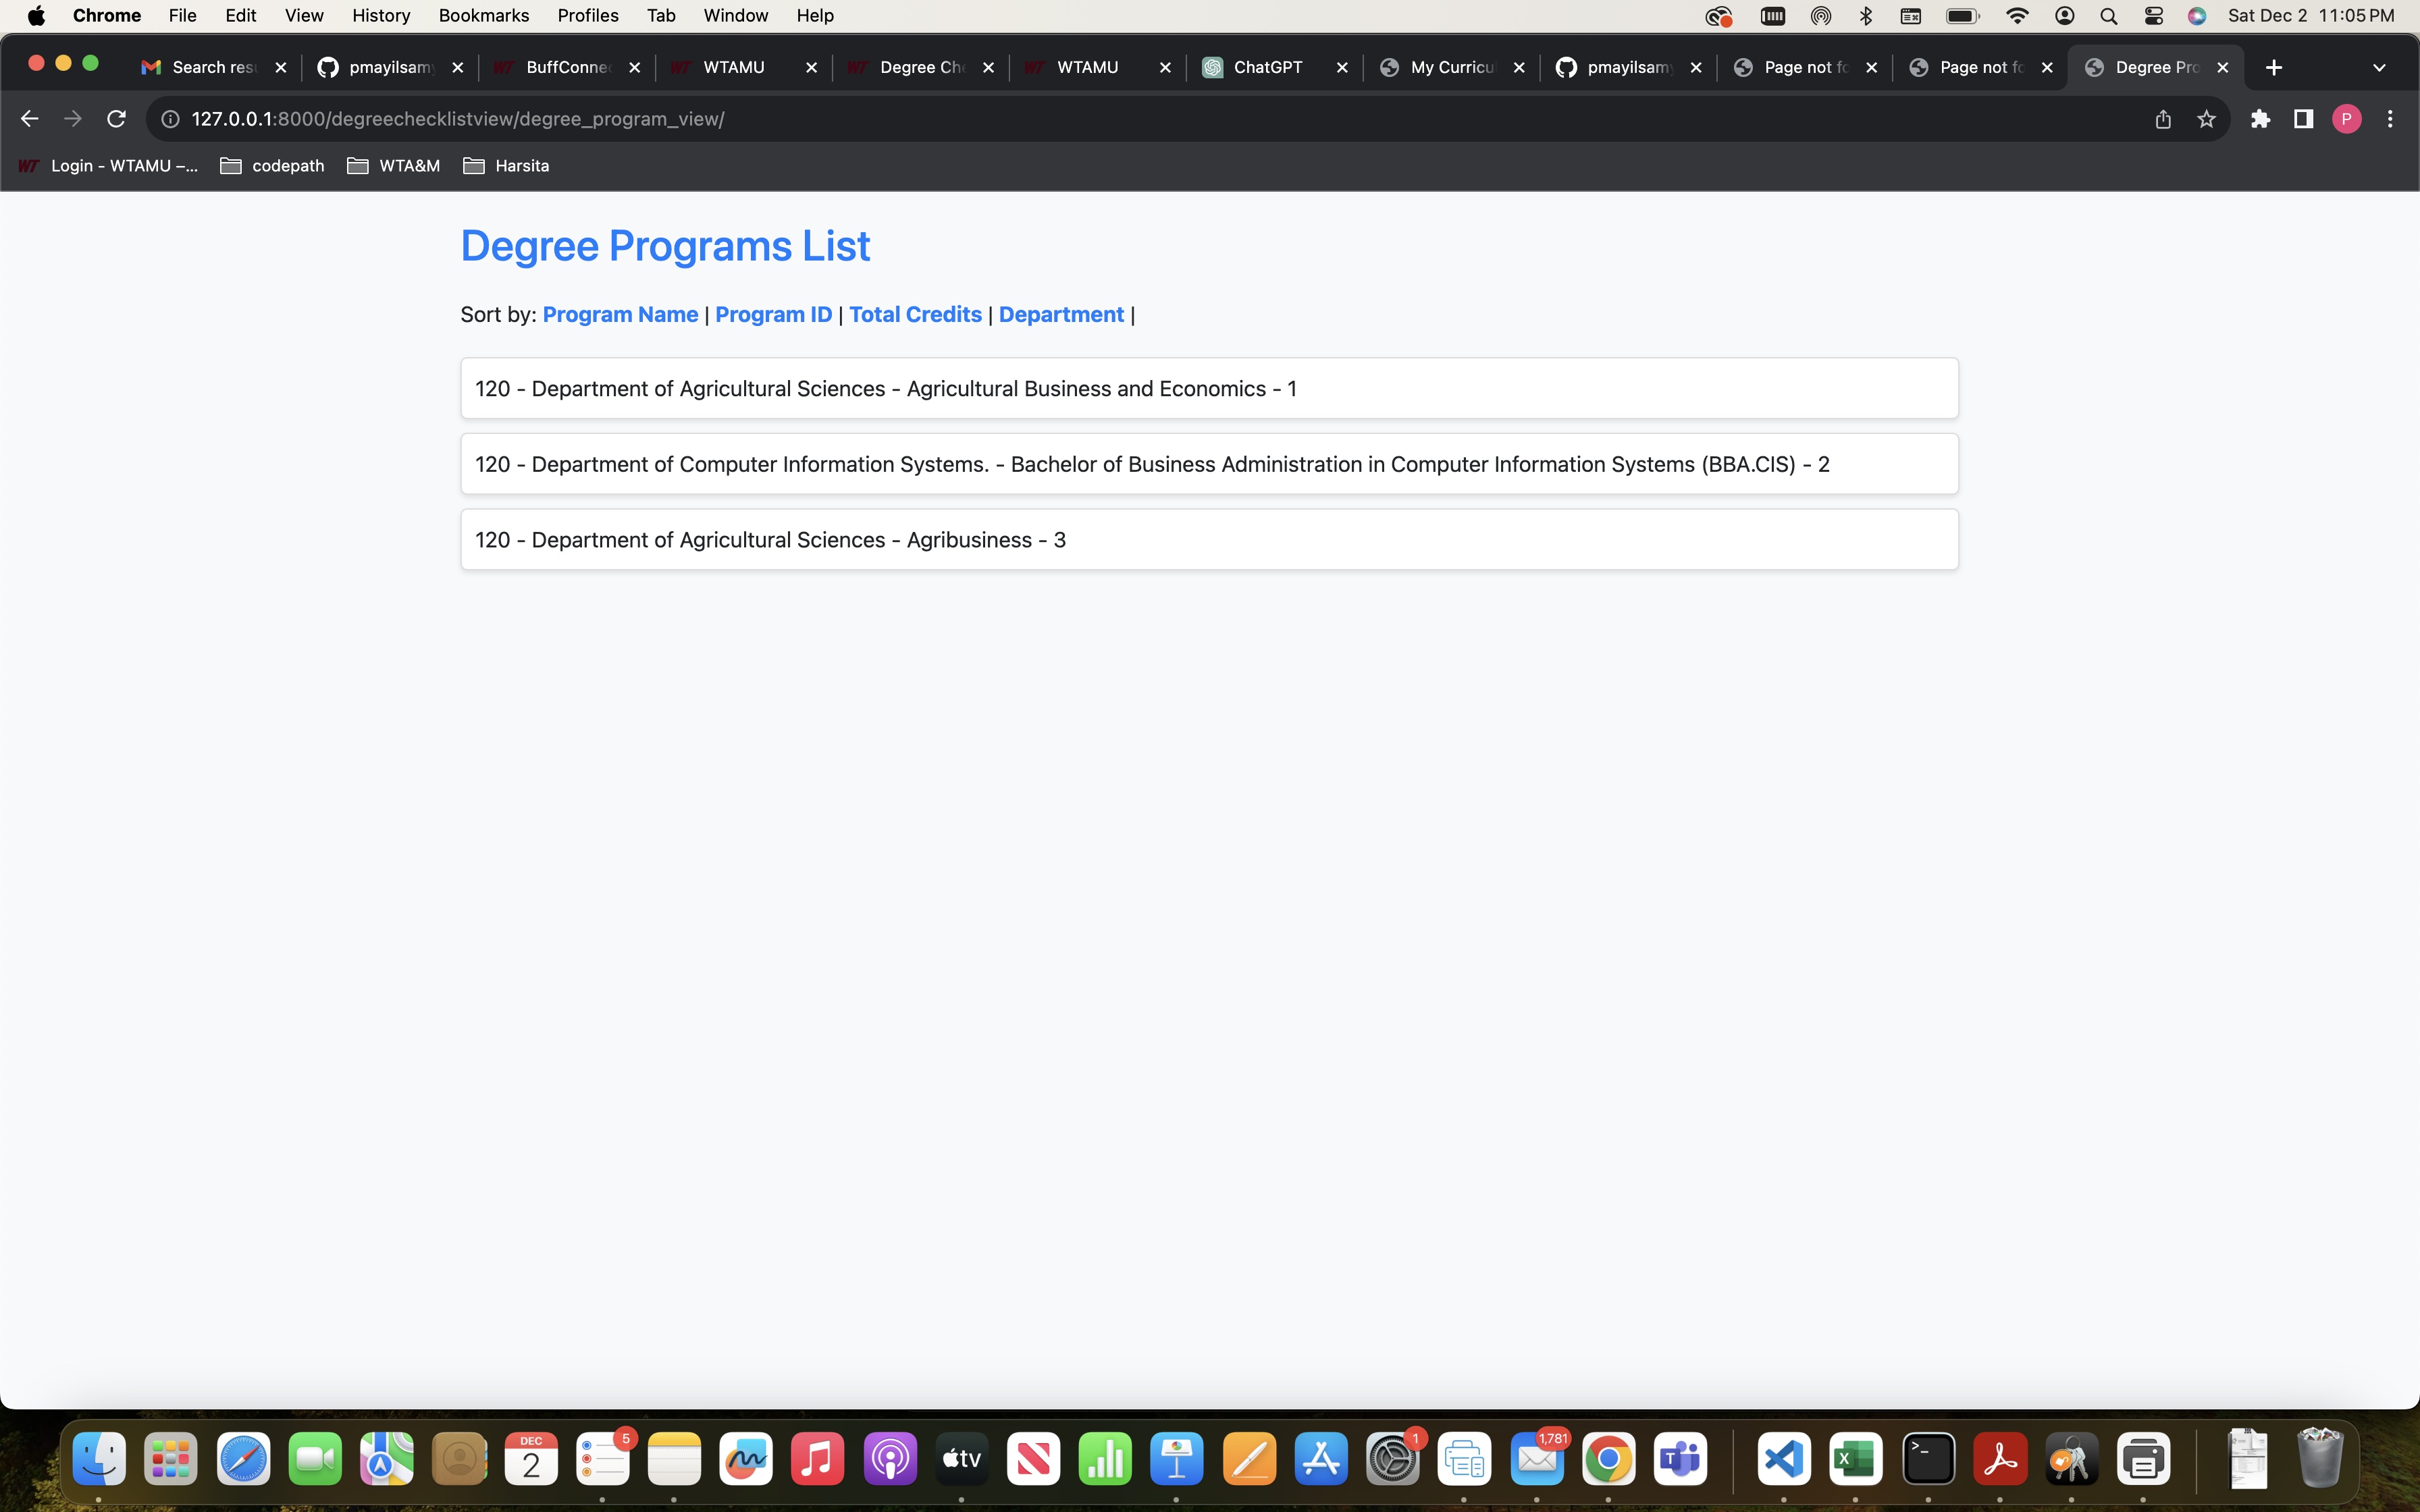 Chrome File Edit View History Bookmarks Profiles Tab Window Help Sat Dec 2 11:05 PM
Search res pmayilsam BuffConne WTAMU Degree Ch WTAMU ChatGPT My Curricu pmayilsam Page not fo Page not fo Degree Pro
127.0.0.1:8000/degreechecklistview/degree_program_view/ P
WT Login - WTAMU –... codepath WTA&M Harsita
Degree Programs List
Sort by: Program Name | Program ID | Total Credits | Department |
120 - Department of Agricultural Sciences - Agricultural Business and Economics - 1
120 - Department of Computer Information Systems. - Bachelor of Business Administration in Computer Information Systems (BBA.CIS) - 2
120 - Department of Agricultural Sciences - Agribusiness - 3
DEC 5 1 1,781
2 tv